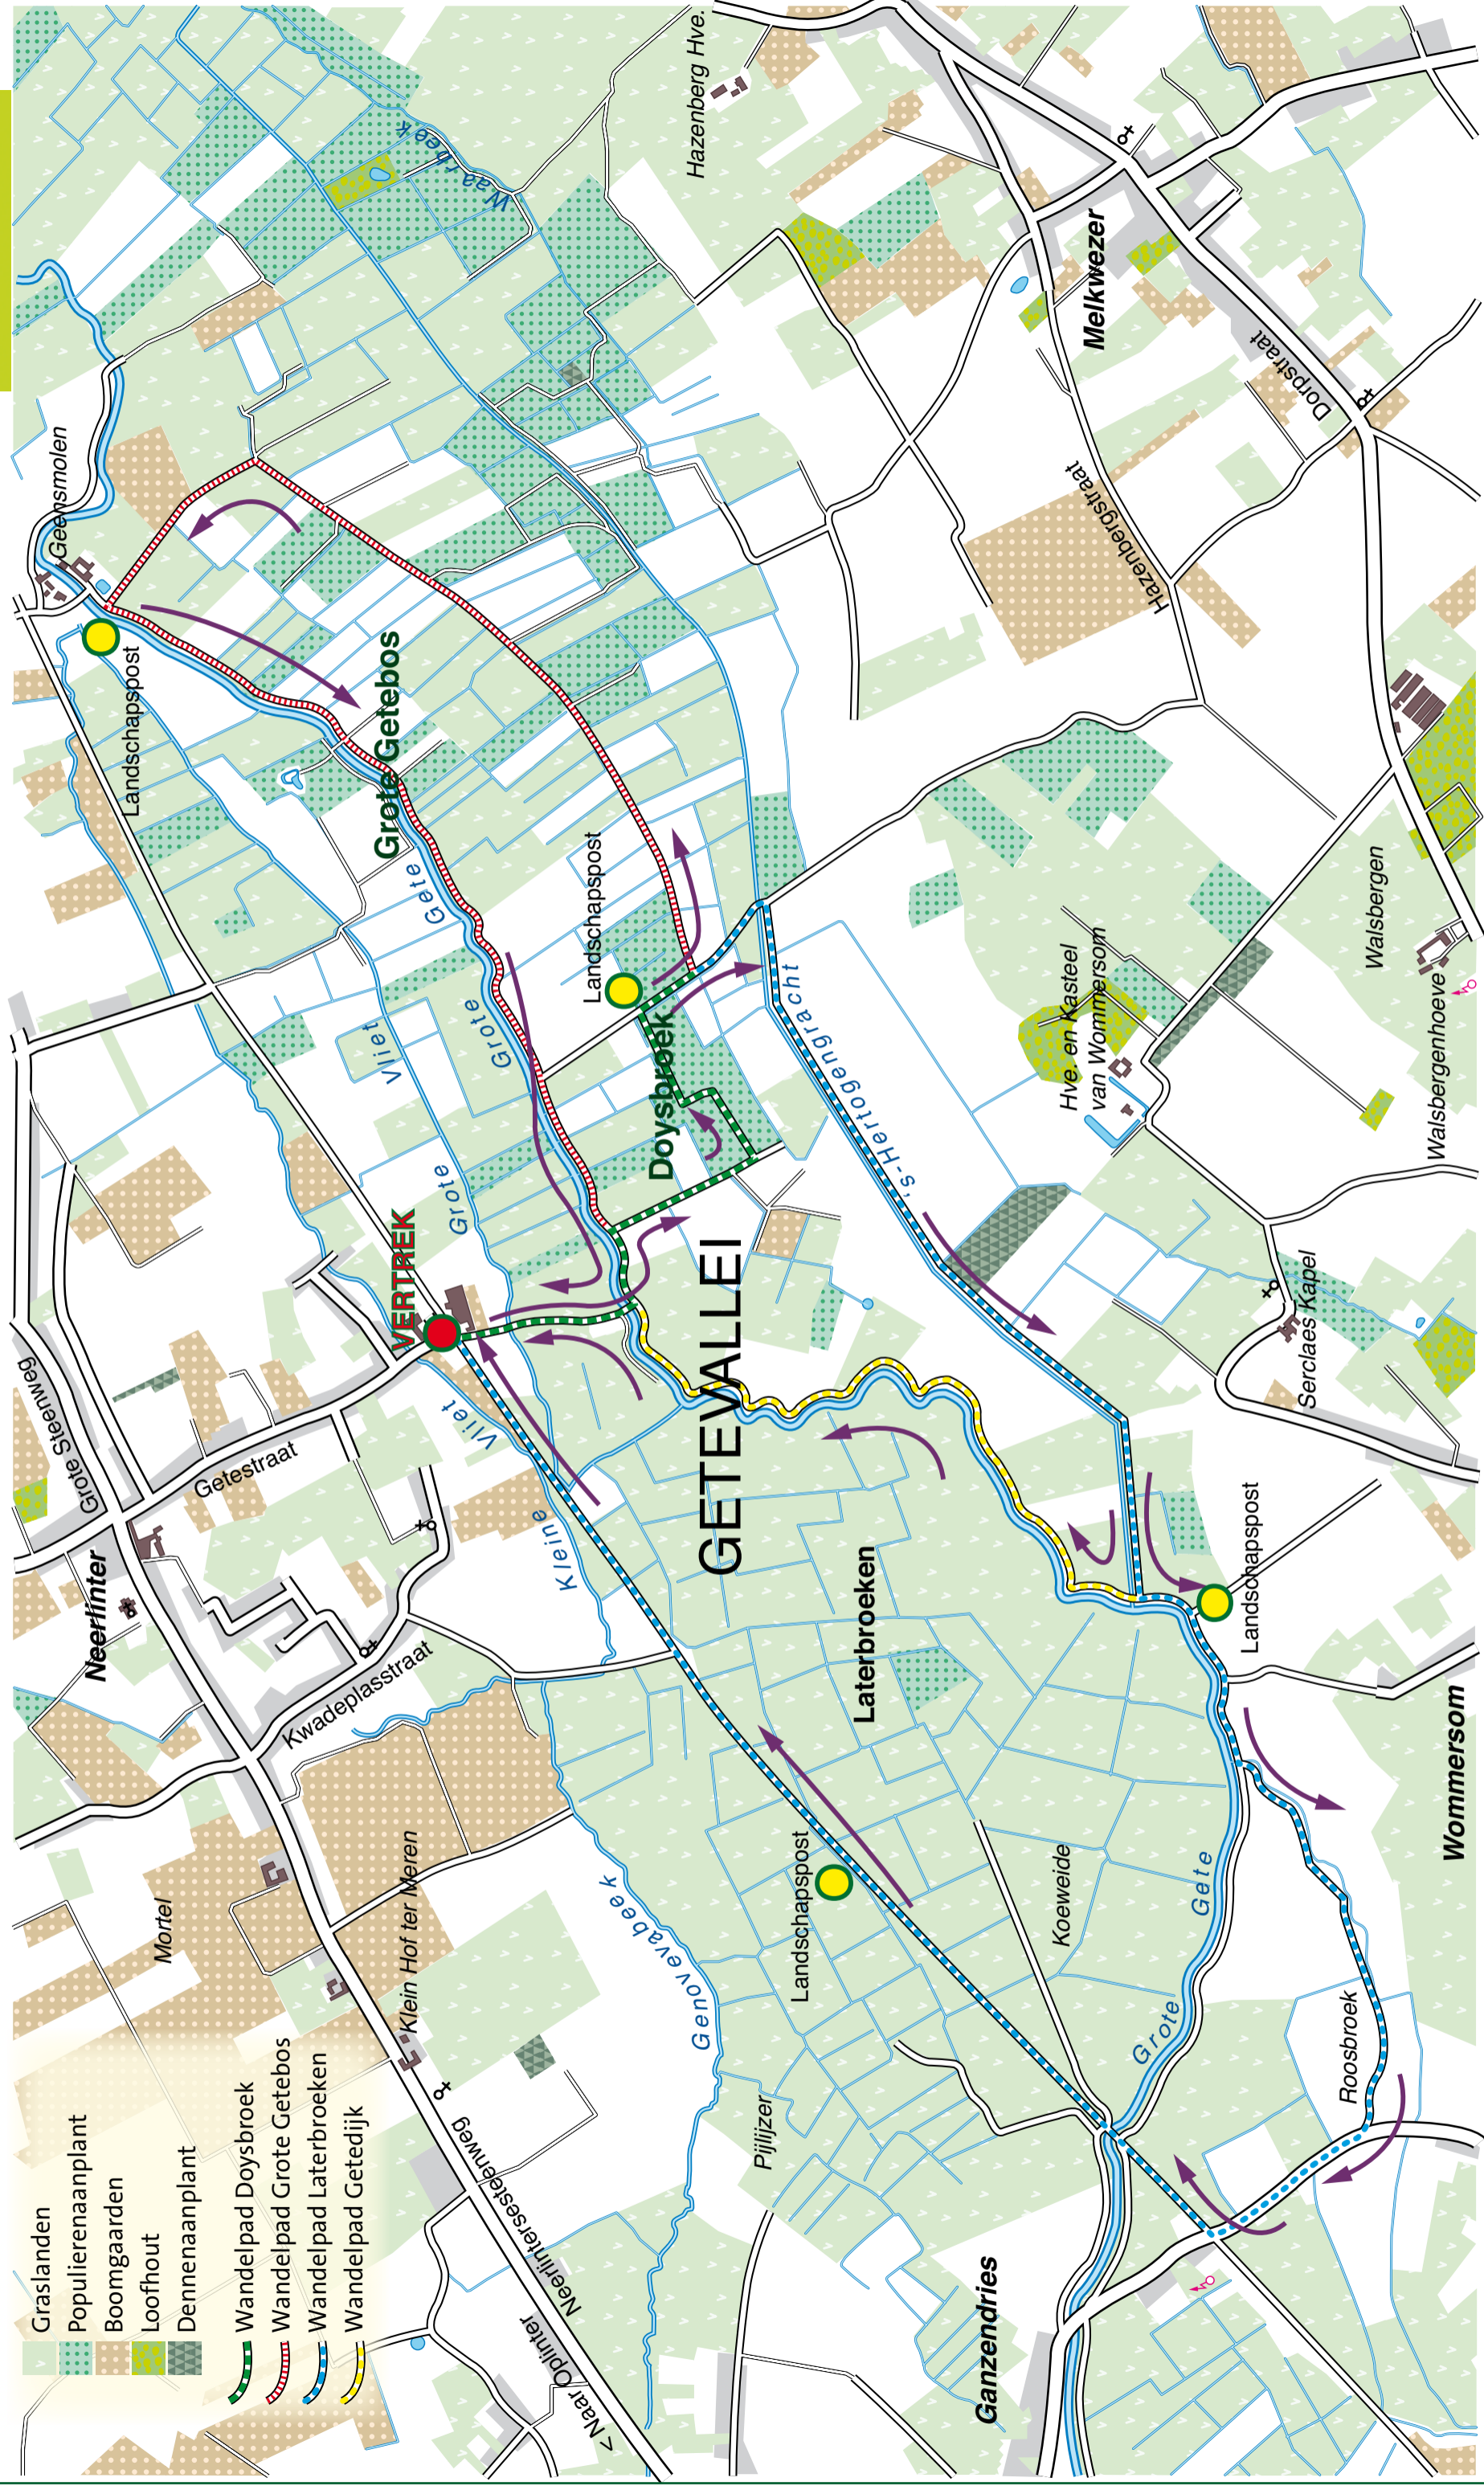 Graslanden
Populierenaanplant
Boomgaarden
Loofhout
Dennenaanplant
Wandelpad Doysbroek
Wandelpad Grote Getebos
Wandelpad Laterbroeken
Wandelpad Getedijk
< Naar Oplinter
Neerlintersesteenweg
Mortel
Klein Hof ter Meren
Kwadeplasstraat
Neerlinter
Grote Steenweg
Getestraat
VERTREK
Vliet
Kleine
Grote
Vliet
Grote
Gete
Landschapspost
Geensmolen
Grote Getebos
Landschapspost
Doysbroek
GETEVALLEI
Waarbeek
Hazenberg Hve.
Melkwezer
Dorpstraat
Hazenbergstraat
's-Hertogengracht
Hve. en Kasteel
van Wommersom
Walsbergen
Walsbergenhoeve
Serclaes Kapel
Landschapspost
Laterbroeken
Landschapspost
Genovevabeek
Pijlijzer
Koeweide
Grote
Gete
Roosbroek
Wommersom
Ganzendries